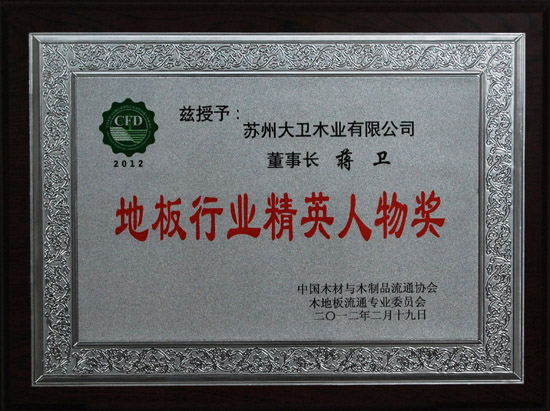 CFD
2012
兹授予：
苏州大卫木业有限公司
董事长 蒋卫
地板行业精英人物奖
中国木材与木制品流通协会
木地板流通专业委员会
二〇一二年二月十九日